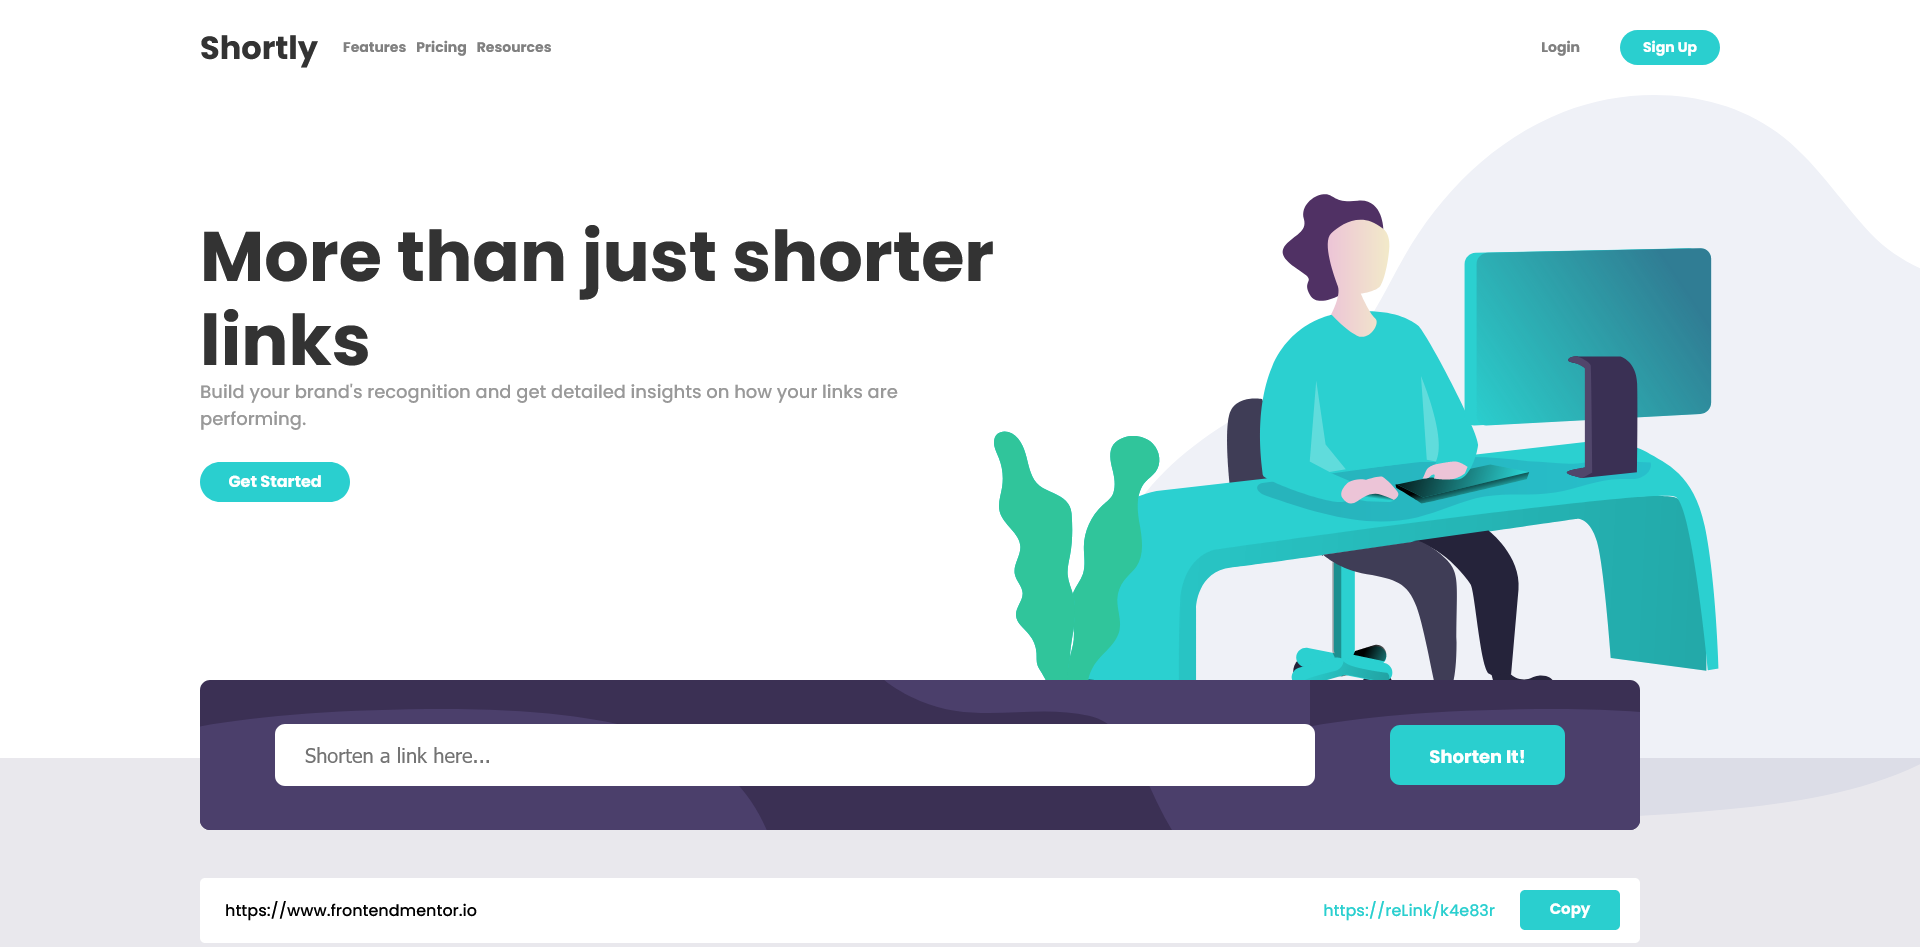 Shortly
Features Pricing Resources
Login
Sign Up
More than just shorter
links
Build your brand's recognition and get detailed insights on how your links are
performing.
Get Started
Shorten a link here...
Shorten It!
https://www.frontendmentor.io
https://reLink/k4e83r
Copy